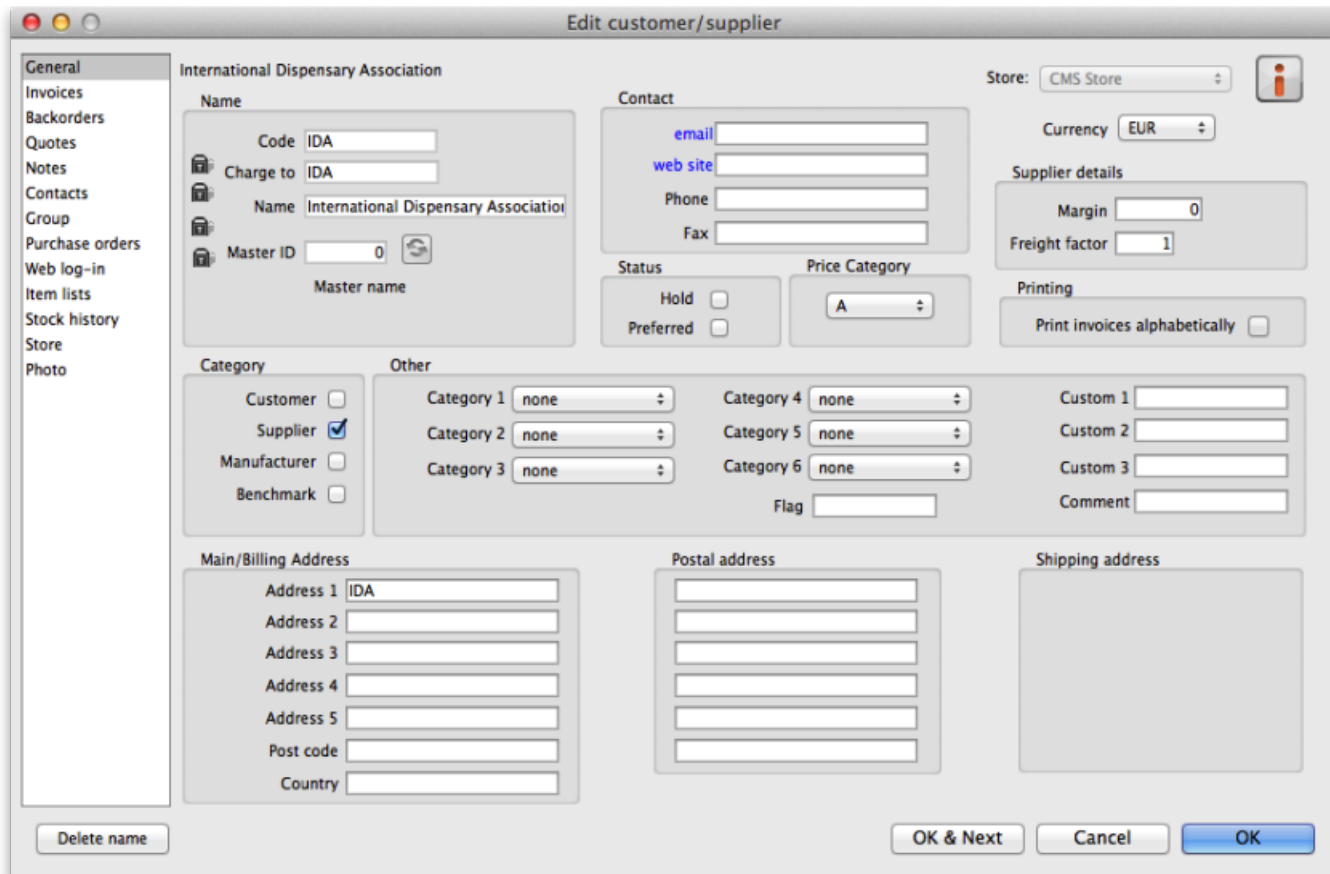 Edit customer/supplier
General
Invoices
Backorders
Quotes
Notes
Contacts
Group
Purchase orders
Web log-in
Item lists
Stock history
Store
Photo
International Dispensary Association
Store: CMS Store
Currency EUR
Name
Code IDA
Charge to IDA
Name International Dispensary Association
Master ID 0
Master name
Contact
email
web site
Phone
Fax
Supplier details
Margin 0
Freight factor 1
Status
Hold
Preferred
Price Category
A
Printing
Print invoices alphabetically
Category
Customer
Supplier
Manufacturer
Benchmark
Other
Category 1 none
Category 2 none
Category 3 none
Category 4 none
Category 5 none
Category 6 none
Flag
Custom 1
Custom 2
Custom 3
Comment
Main/Billing Address
Address 1 IDA
Address 2
Address 3
Address 4
Address 5
Post code
Country
Postal address
Shipping address
Delete name
OK & Next
Cancel
OK